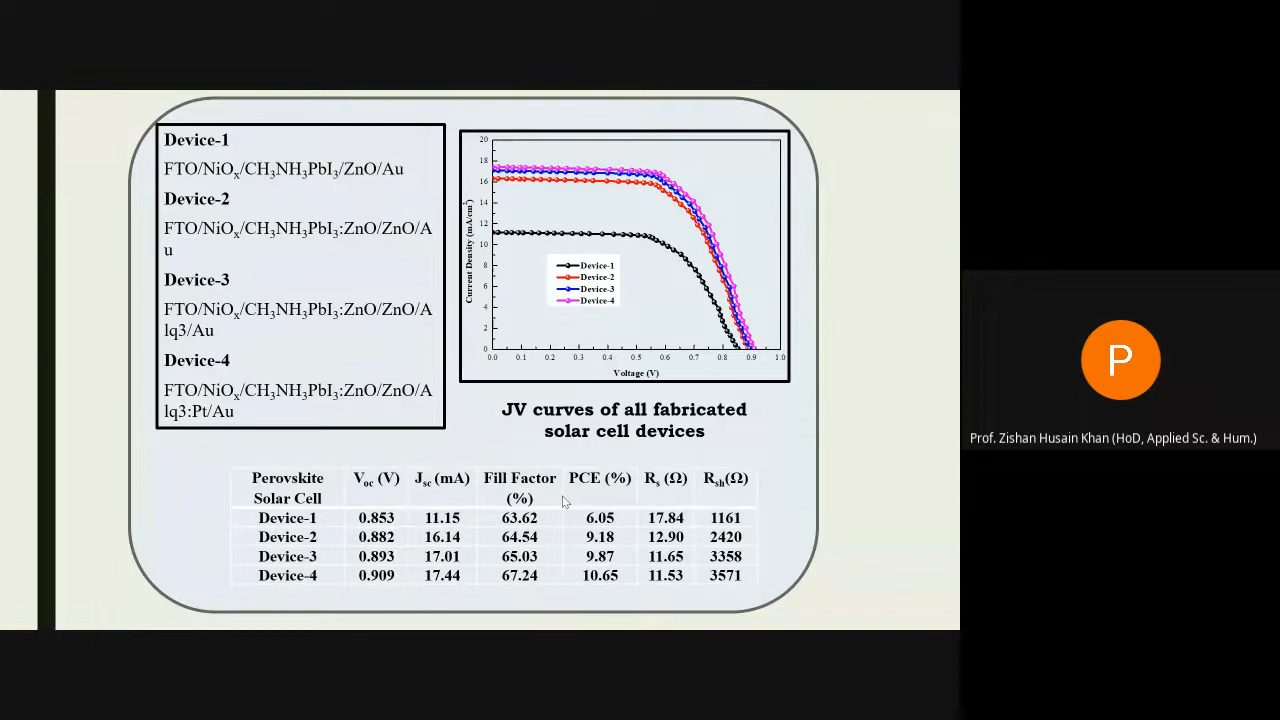 Device-1
FTO/NiOx/CH3NH3PbI3/ZnO/Au
Device-2
FTO/NiOx/CH3NH3PbI3:ZnO/ZnO/A
u
Device-3
FTO/NiOx/CH3NH3PbI3:ZnO/ZnO/A
lq3/Au
Device-4
FTO/NiOx/CH3NH3PbI3:ZnO/ZnO/A
lq3:Pt/Au
Current Density (mA/cm2)
20
18
16
14
12
10
8
6
4
2
0
Device-1
Device-2
Device-3
Device-4
0.0 0.1 0.2 0.3 0.4 0.5 0.6 0.7 0.8 0.9 1.0
Voltage (V)
JV curves of all fabricated
solar cell devices
Perovskite Voc (V) Jsc (mA) Fill Factor PCE (%) Rs (Ω) Rsh(Ω)
Solar Cell (%)
Device-1 0.853 11.15 63.62 6.05 17.84 1161
Device-2 0.882 16.14 64.54 9.18 12.90 2420
Device-3 0.893 17.01 65.03 9.87 11.65 3358
Device-4 0.909 17.44 67.24 10.65 11.53 3571
P
Prof. Zishan Husain Khan (HoD, Applied Sc. & Hum.)